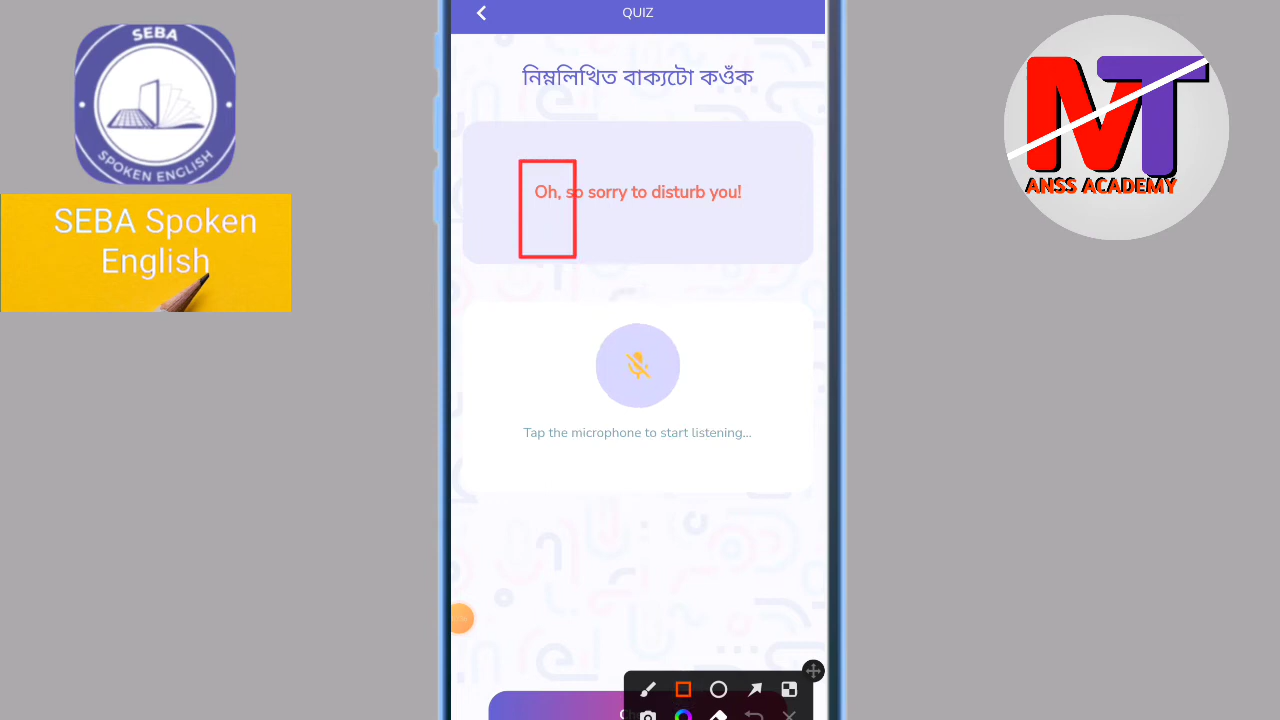 QUIZ
SEBA
SPOKEN ENGLISH
SEBA Spoken
English
নিম্নলিখিত বাক্যটো কওঁক
Oh, so sorry to disturb you!
Tap the microphone to start listening...
MT
ANSS ACADEMY